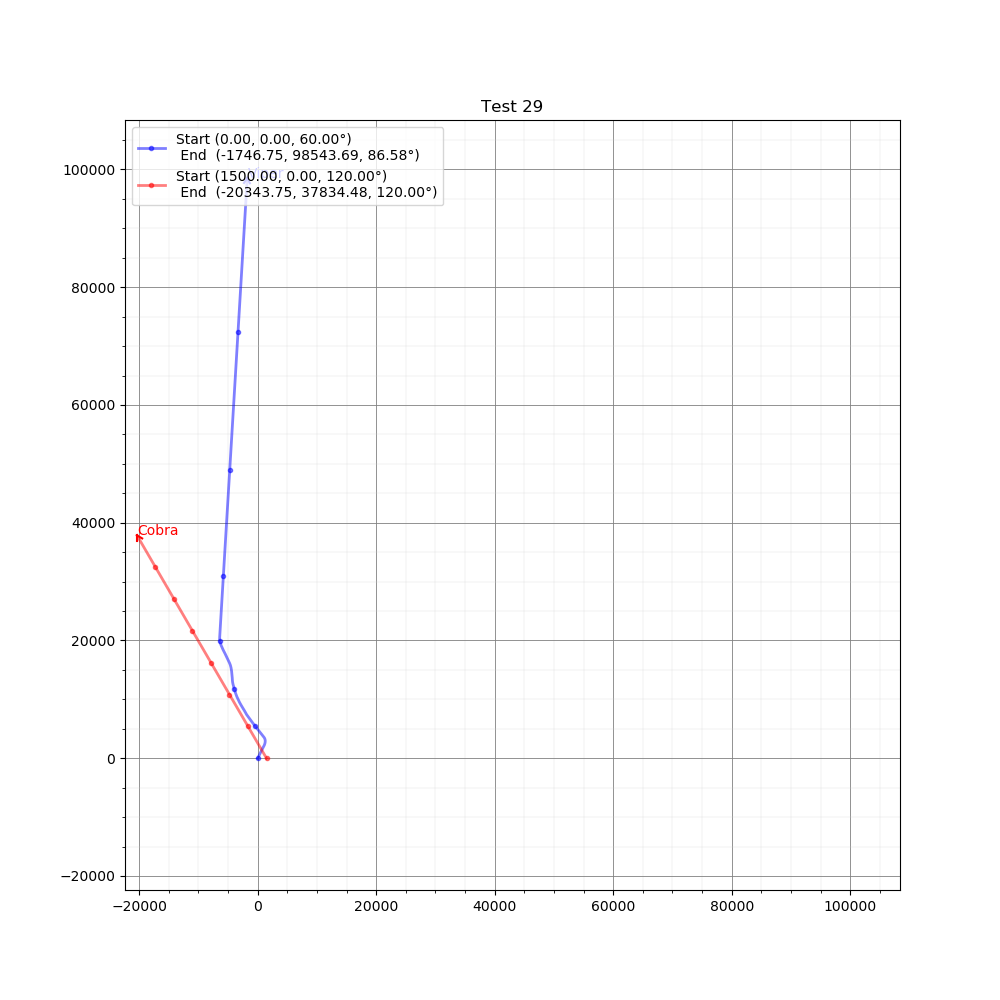 Test 29
Start (0.00, 0.00, 60.00°)
End (-1746.75, 98543.69, 86.58°)
Start (1500.00, 0.00, 120.00°)
End (-20343.75, 37834.48, 120.00°)
100000
80000
60000
40000
20000
0
−20000
Cobra
−20000 0 20000 40000 60000 80000 100000